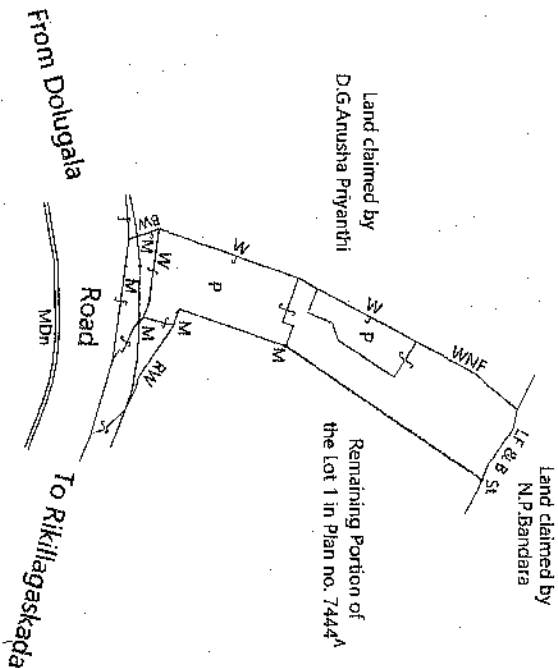 Land claimed by
N.P.Bandara
LF & B
St
WNF
W
P
Land claimed by
D.G.Anusha Priyanthi
W
P
M
Remaining Portion of
the Lot 1 in Plan no. 7444A
M
M
RW
W
M
M
From Dolugala
Road
MDn
To Rikillagaskada